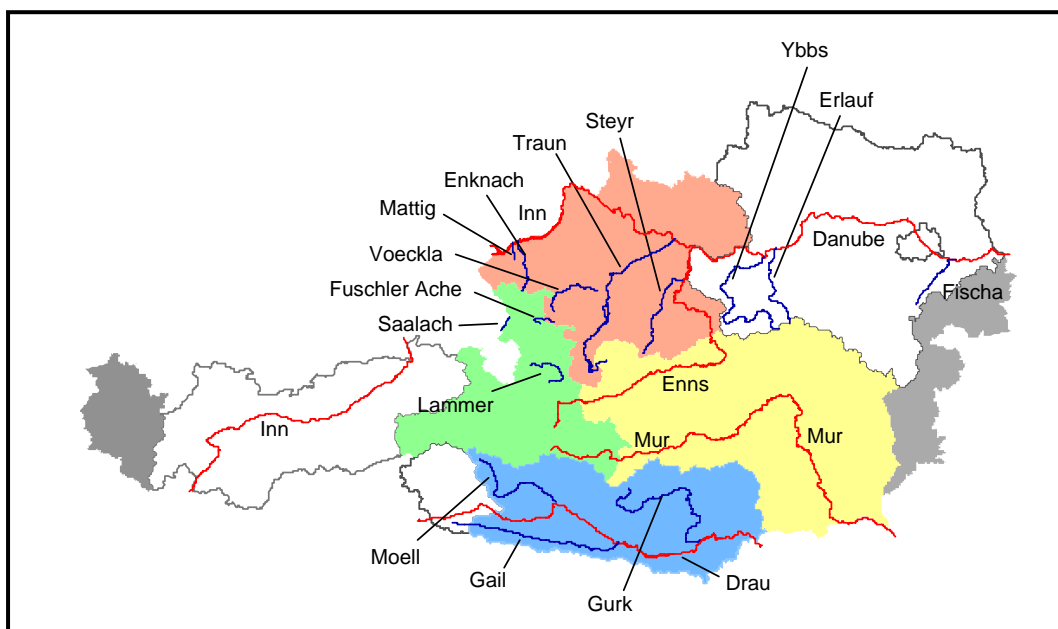 Ybbs
Erlauf
Steyr
Traun
Enknach
Inn
Mattig
Danube
Voeckla
Fuschler Ache
Fischa
Saalach
Enns
Lammer
Inn
Mur
Mur
Moell
Gail
Drau
Gurk